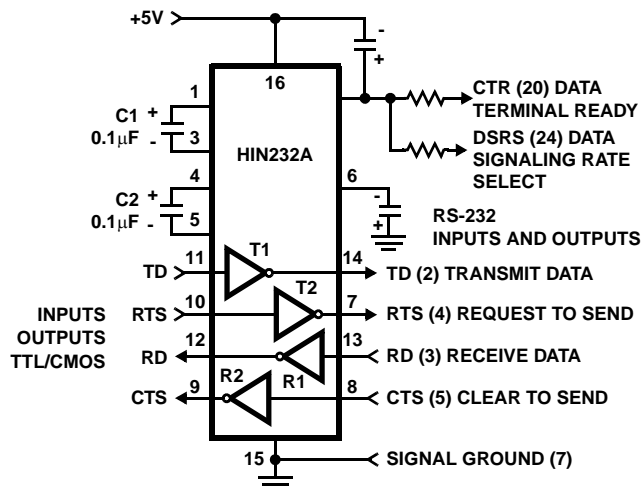 +5V
-
+
16
1
CTR (20) DATA
TERMINAL READY
C1
+
0.1μF
-
3
HIN232A
DSRS (24) DATA
SIGNALING RATE
SELECT
4
6
C2
+
0.1μF
-
5
-
+
RS-232
INPUTS AND OUTPUTS
TD
11
T1
14
TD (2) TRANSMIT DATA
INPUTS
OUTPUTS
TTL/CMOS
RTS
10
T2
7
RTS (4) REQUEST TO SEND
RD
12
R1
13
RD (3) RECEIVE DATA
CTS
9
R2
8
CTS (5) CLEAR TO SEND
15
SIGNAL GROUND (7)